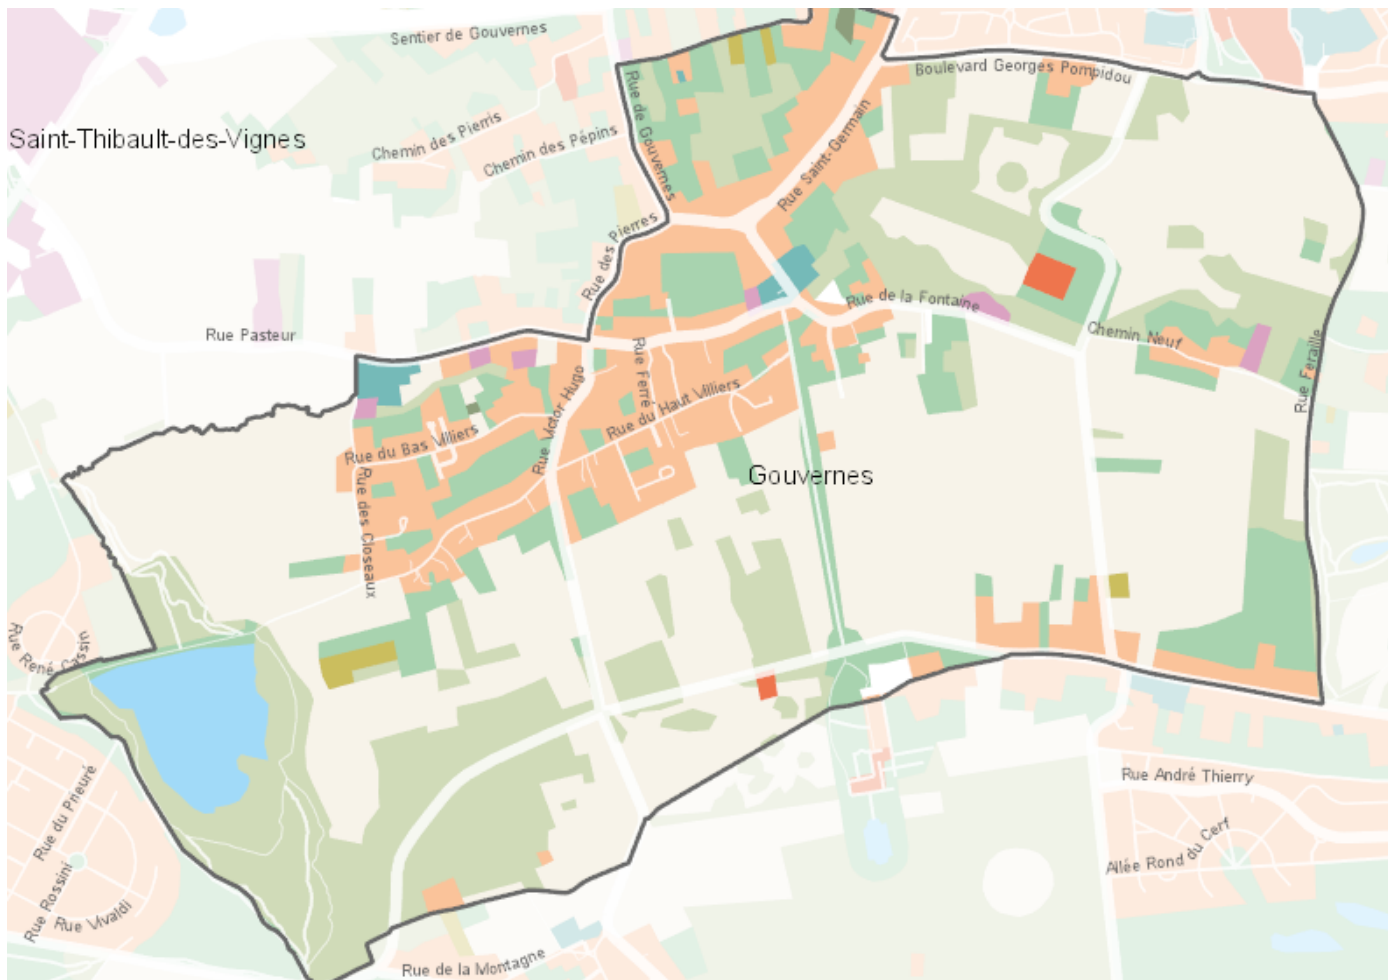 Sentier de Gouvernes
Boulevard Georges Pompidou
Rue de Gouvernes
Rue Saint-Germain
Saint-Thibault-des-Vignes
Chemin des Pierris
Chemin des Pépins
Rue des Pierres
Rue de la Fontaine
Rue Pasteur
Chemin Neuf
Rue Feraille
Rue Ferré
Rue Victor Hugo
Rue du Haut Villiers
Rue du Bas Villiers
Gouvernes
Rue des Closeaux
Rue René Cassin
Rue André Thierry
Rue du Prieuré
Allée Rond du Cerf
Rue Rossini
Rue Vivaldi
Rue de la Montagne